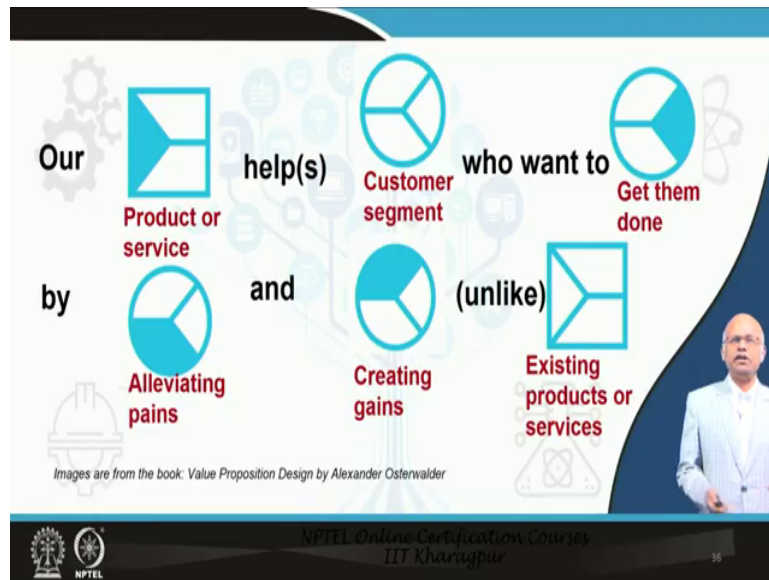 Our
Product or
service
help(s)
Customer
segment
who want to
Get them
done
by
Alleviating
pains
and
Creating
gains
(unlike)
Existing
products or
services
Images are from the book: Value Proposition Design by Alexander Osterwalder
NPTEL
NPTEL Online Certification Courses
IIT Kharagpur
36